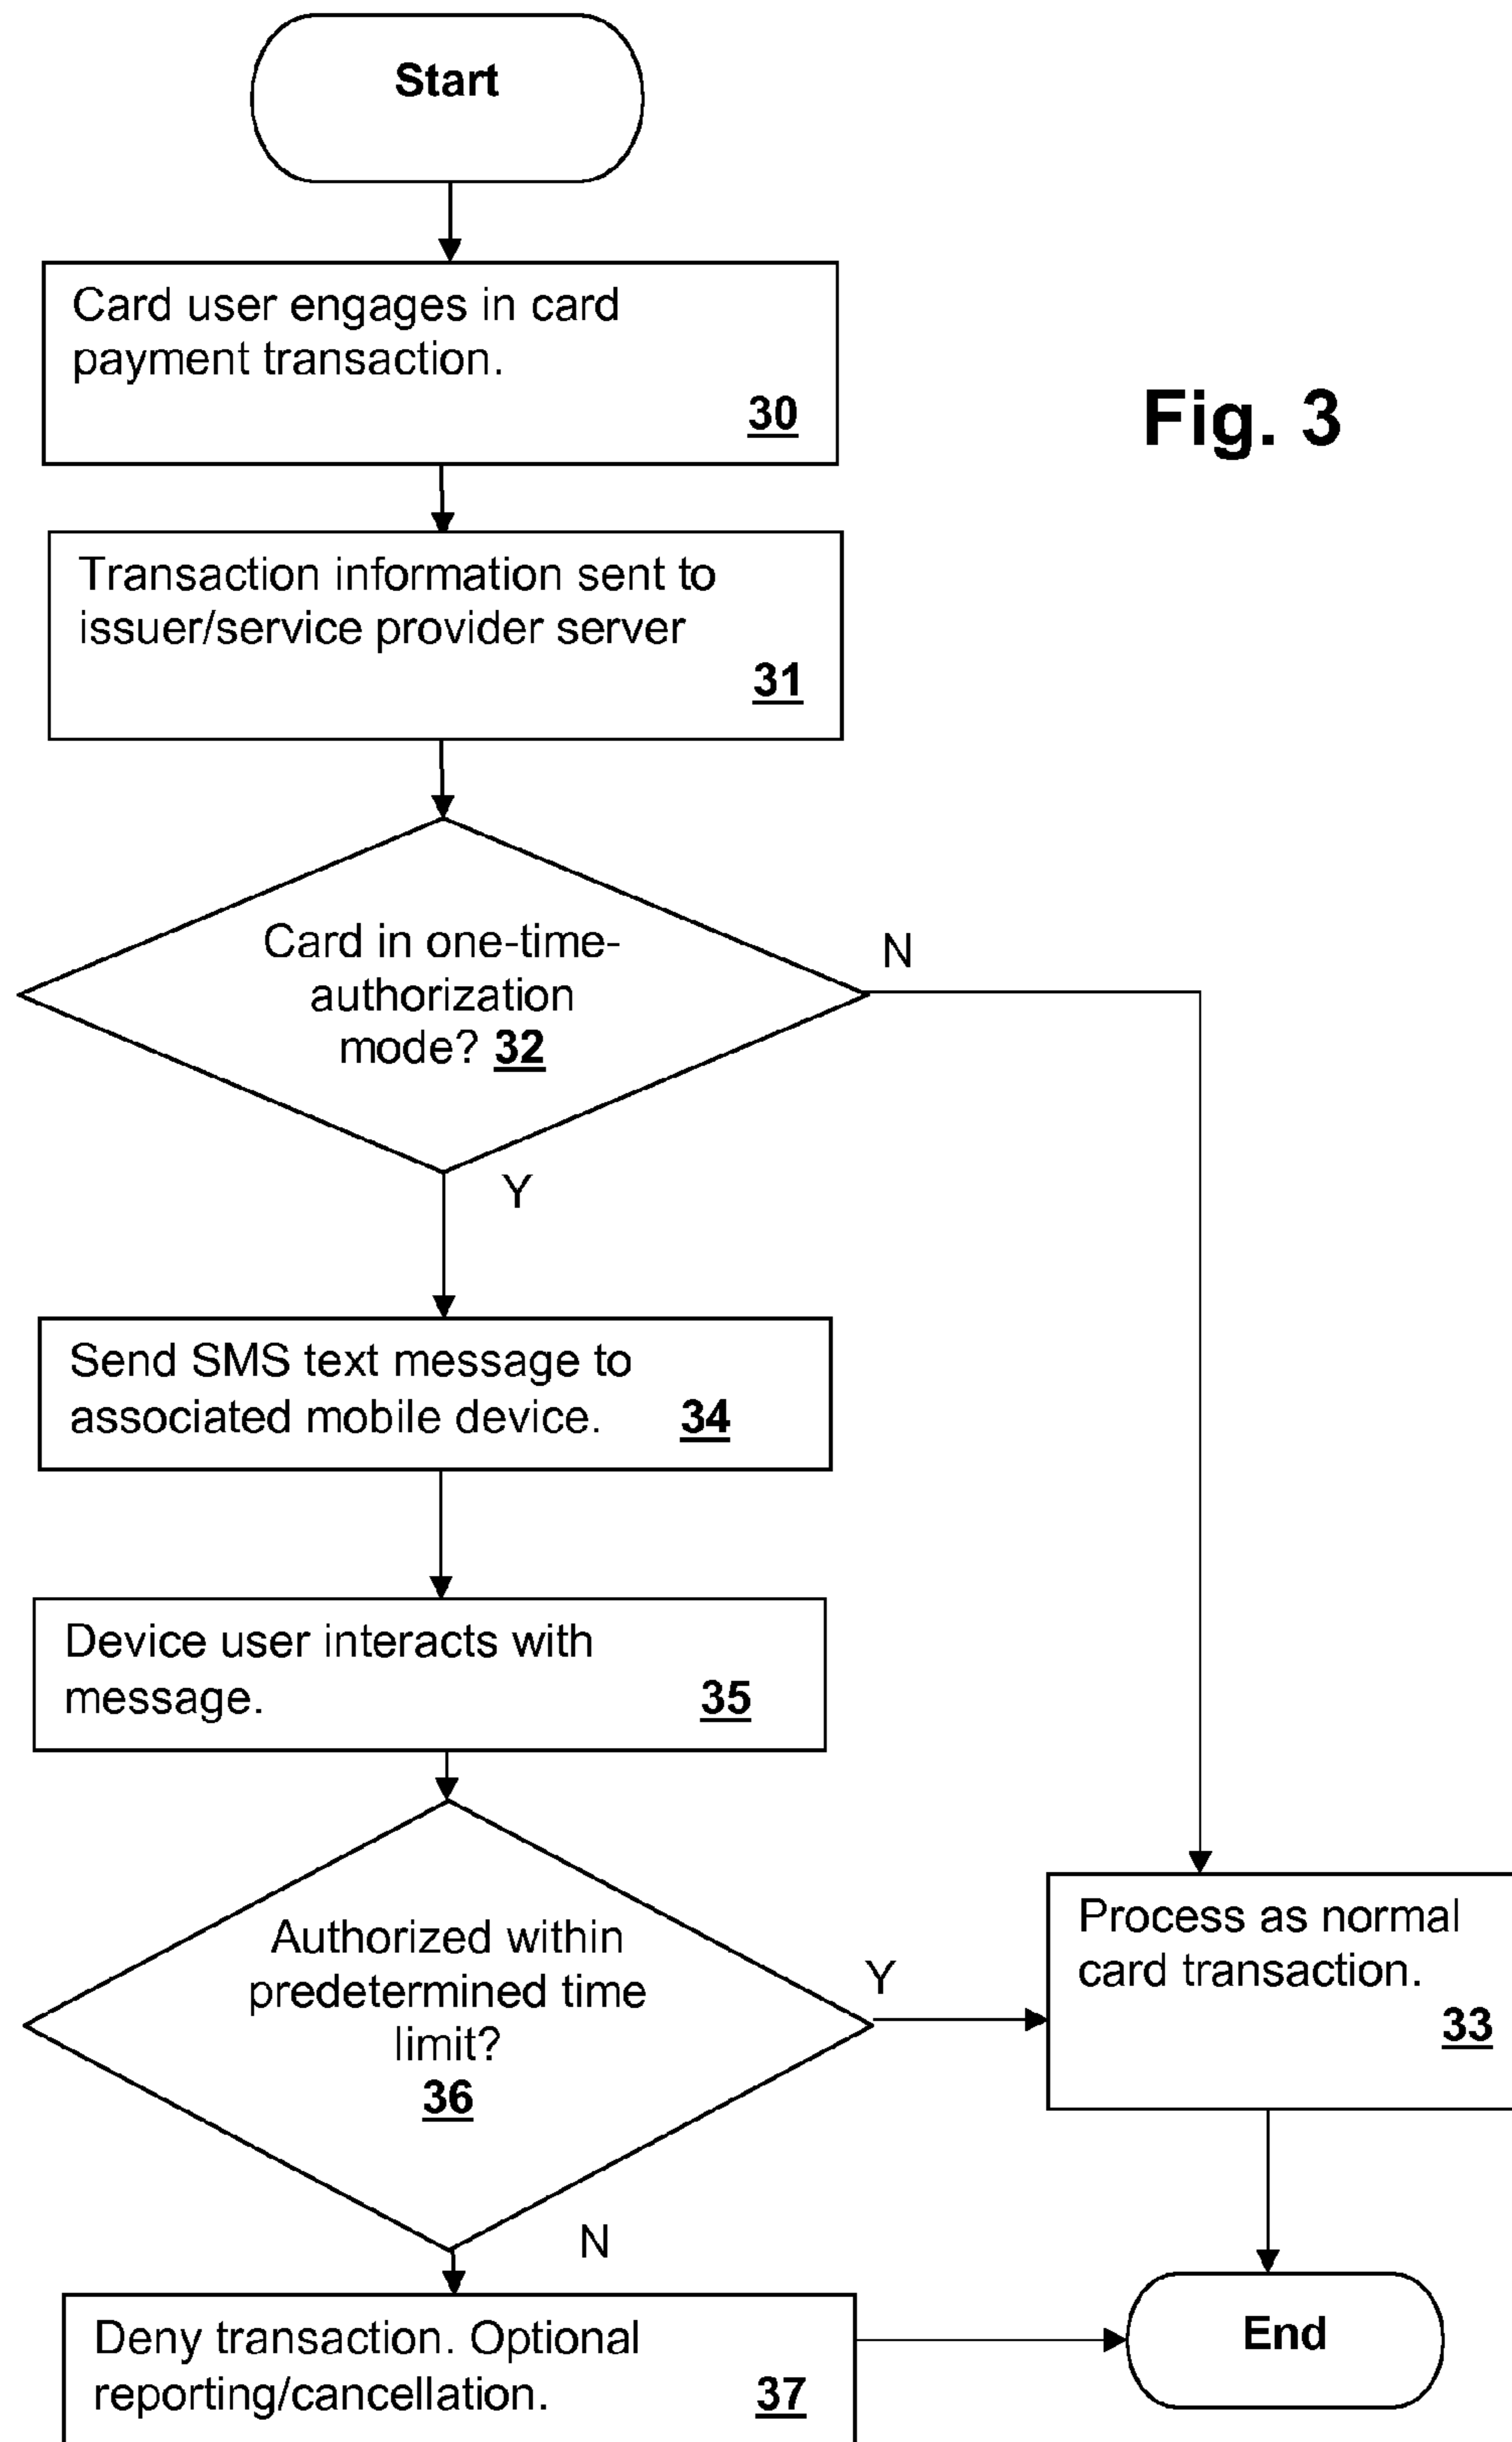 Start
Card user engages in card
payment transaction.
30
Fig. 3
Transaction information sent to
issuer/service provider server
31
Card in one-time-
authorization
mode? 32
N
Y
Send SMS text message to
associated mobile device. 34
Device user interacts with
message. 35
Authorized within
predetermined time
limit?
36
Y
Process as normal
card transaction.
33
N
Deny transaction. Optional
reporting/cancellation. 37
End